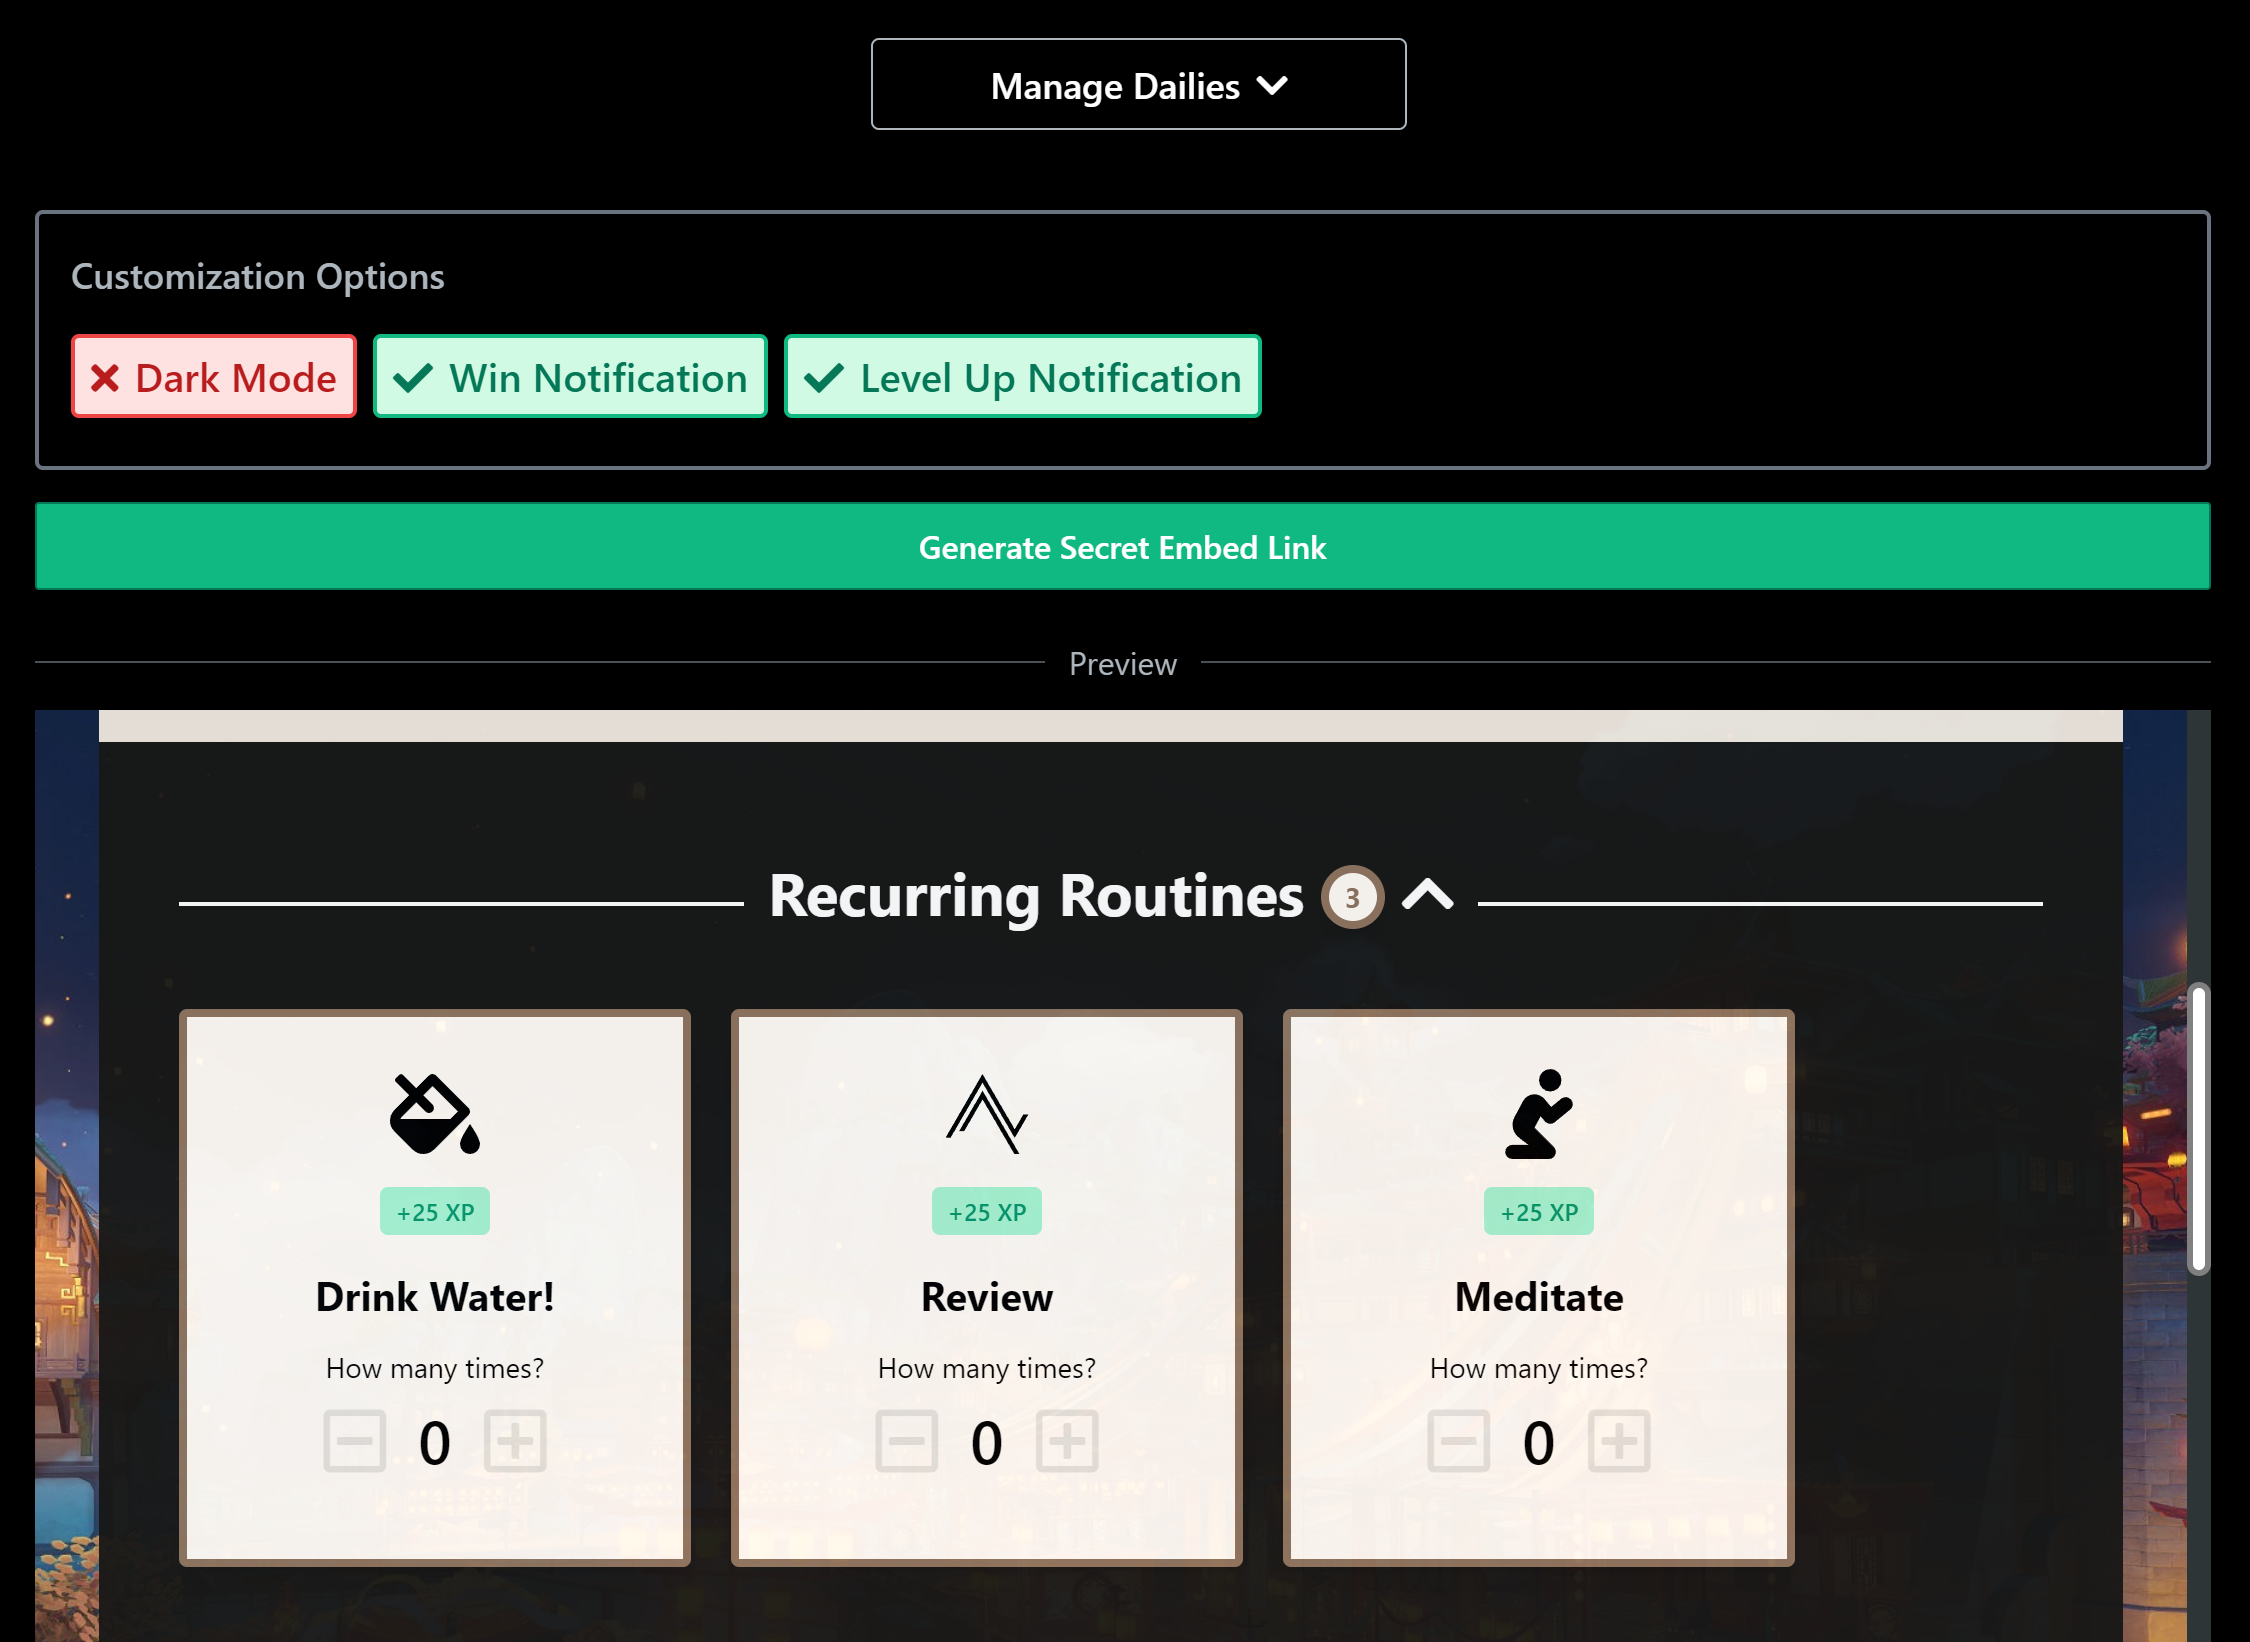 Manage Dailies
Customization Options
Dark Mode
Win Notification
Level Up Notification
Generate Secret Embed Link
Preview
Recurring Routines 3
+25 XP
Drink Water!
How many times?
0
+25 XP
Review
How many times?
0
+25 XP
Meditate
How many times?
0